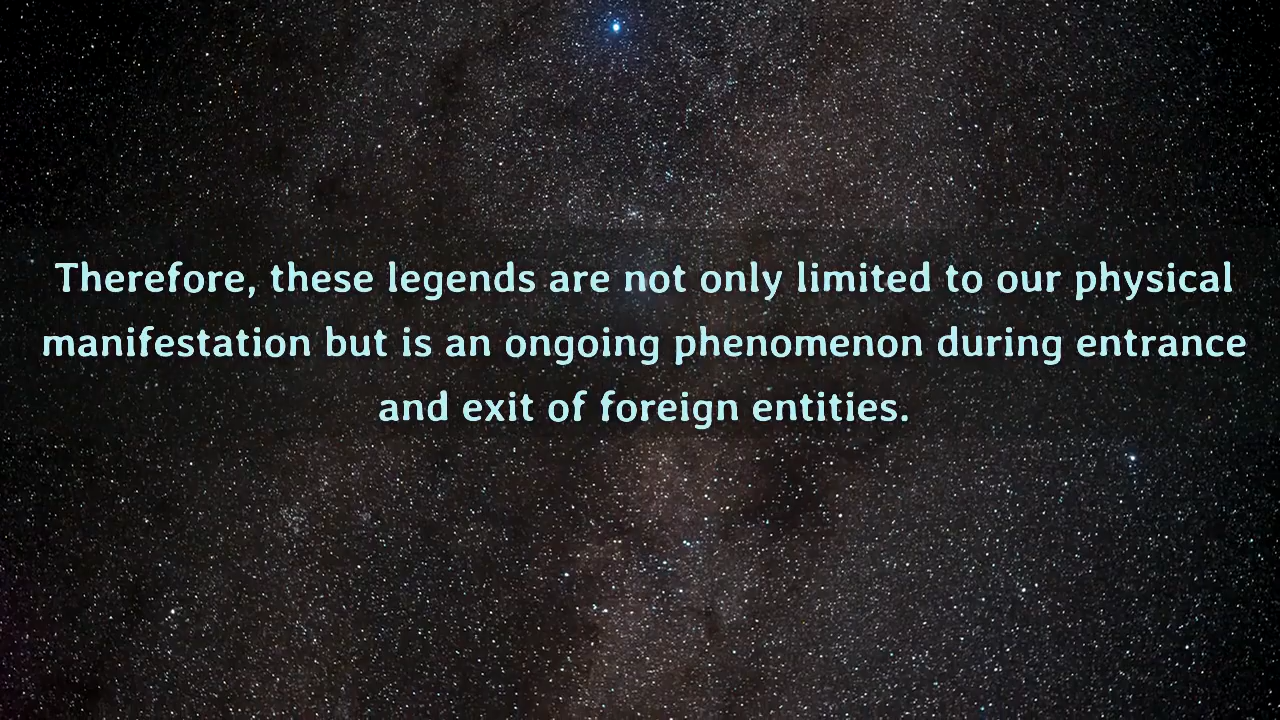 Therefore, these legends are not only limited to our physical
manifestation but is an ongoing phenomenon during entrance
and exit of foreign entities.